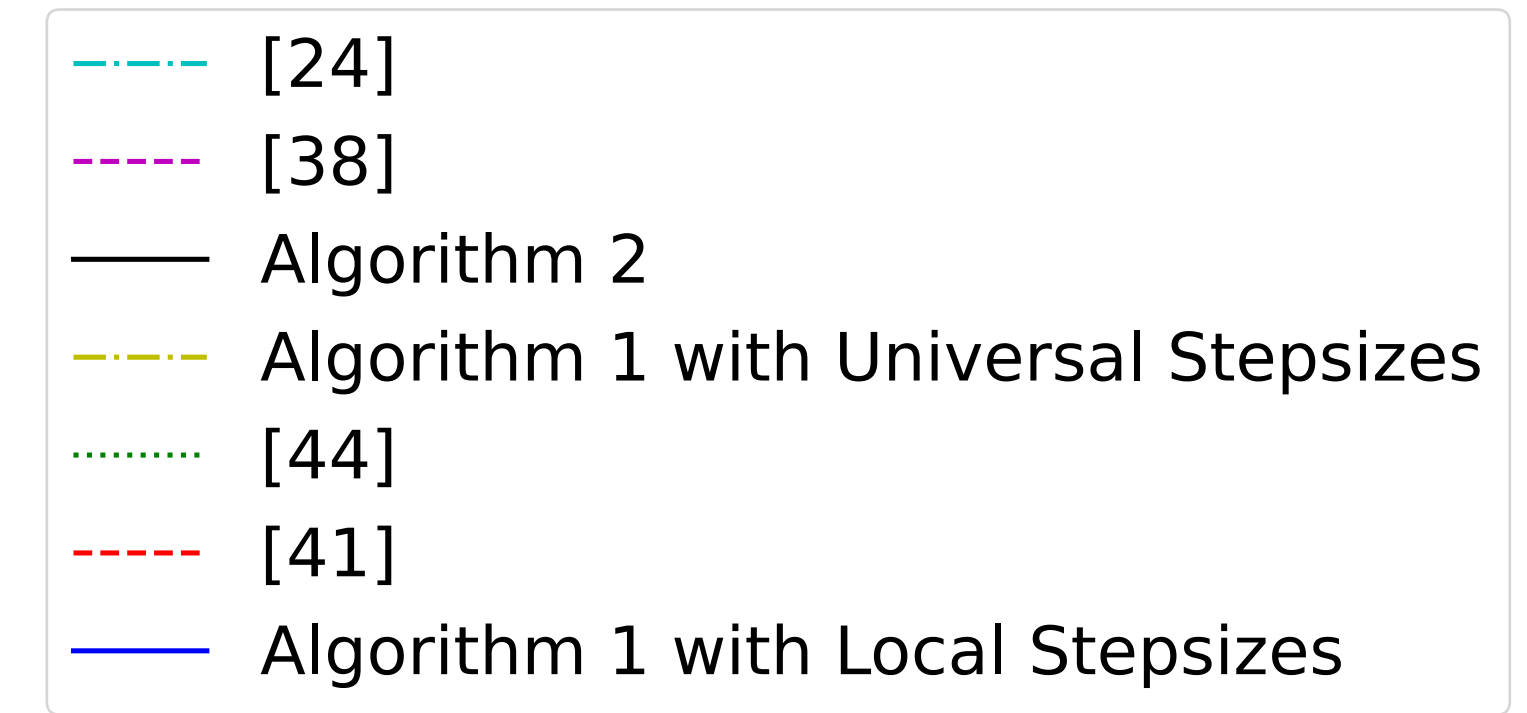 [24]
[38]
Algorithm 2
Algorithm 1 with Universal Stepsizes
[44]
[41]
Algorithm 1 with Local Stepsizes